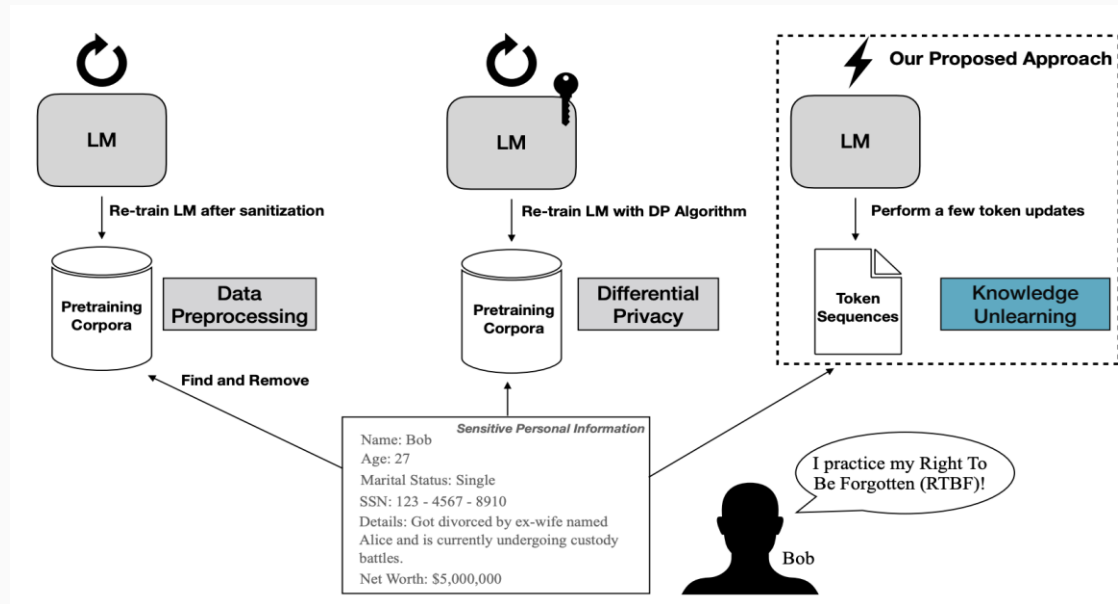 Our Proposed Approach
LM
LM
LM
Re-train LM after sanitization
Re-train LM with DP Algorithm
Perform a few token updates
Pretraining
Corpora
Data
Preprocessing
Pretraining
Corpora
Differential
Privacy
Token
Sequences
Knowledge
Unlearning
Find and Remove
Sensitive Personal Information
Name: Bob
Age: 27
Marital Status: Single
SSN: 123 - 4567 - 8910
Details: Got divorced by ex-wife named
Alice and is currently undergoing custody
battles.
Net Worth: $5,000,000
I practice my Right To
Be Forgotten (RTBF)!
Bob